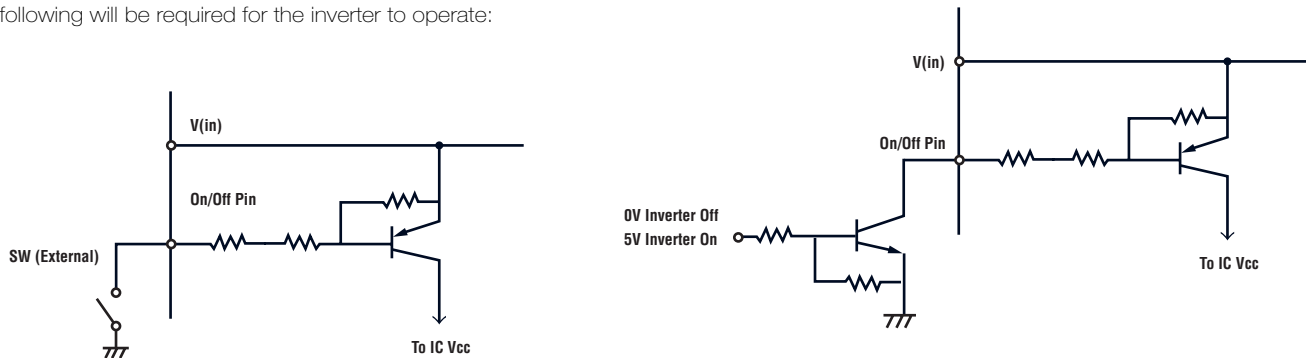 following will be required for the inverter to operate:
V(in)
On/Off Pin
SW (External)
To IC Vcc
V(in)
On/Off Pin
0V Inverter Off
5V Inverter On
To IC Vcc